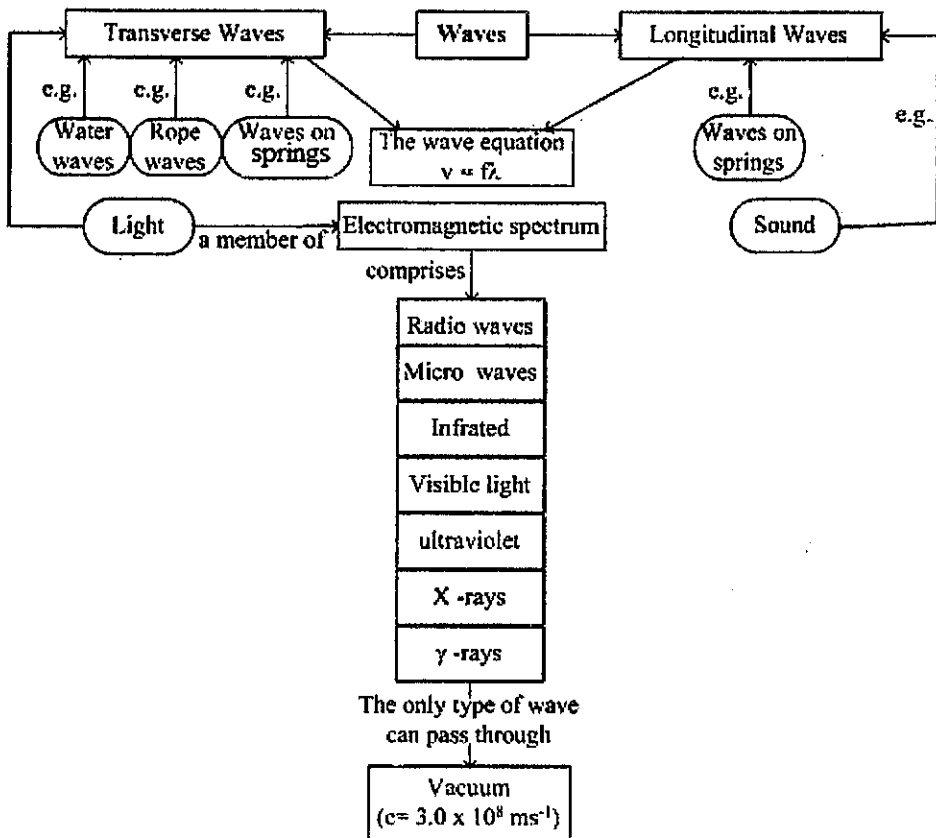 Transverse Waves
Waves
Longitudinal Waves
e.g.
e.g.
e.g.
e.g.
e.g.
Water
waves
Rope
waves
Waves on
springs
The wave equation
v = fλ
Waves on
springs
Light
a member of
Electromagnetic spectrum
Sound
comprises
Radio waves
Micro waves
Infrated
Visible light
ultraviolet
X -rays
γ -rays
The only type of wave
can pass through
Vacuum
(c= 3.0 x 10⁸ ms⁻¹)